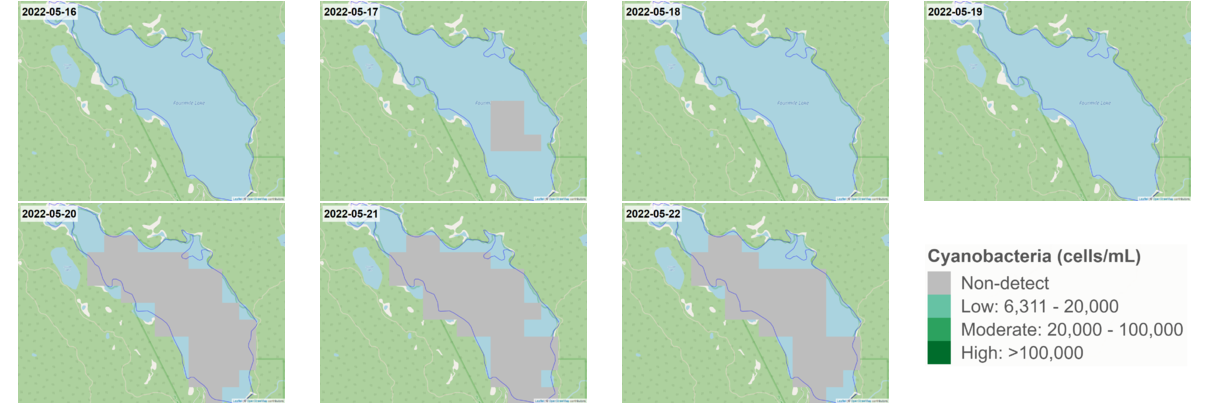 2022-05-16
2022-05-17
2022-05-18
2022-05-19
2022-05-20
2022-05-21
2022-05-22
Cyanobacteria (cells/mL)
Non-detect
Low: 6,311 - 20,000
Moderate: 20,000 - 100,000
High: >100,000